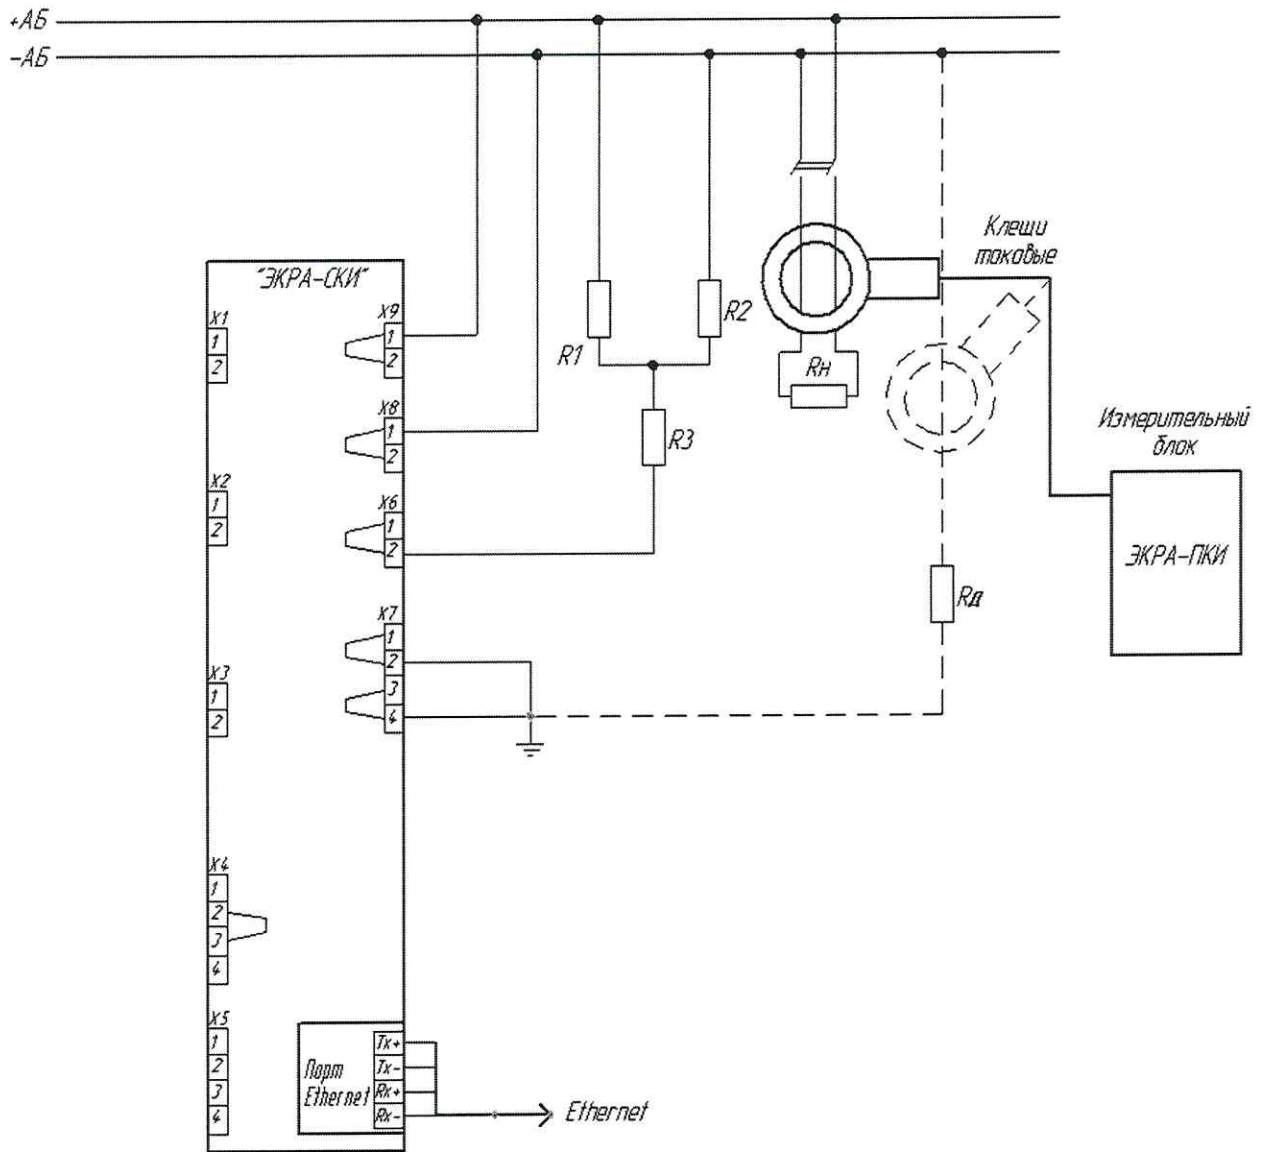 +АБ
-АБ
Клещи
токовые
"ЭКРА-СКИ"
X1
1
2
X9
1
2
R1
R2
Rн
X8
1
2
R3
Измерительный
блок
X2
1
2
X6
1
2
ЭКРА-ПКИ
Rд
X7
1
2
3
4
X3
1
2
X4
1
2
3
4
X5
1
2
3
4
Порт
Ethernet
Tx+
Tx-
Rx+
Rx-
Ethernet